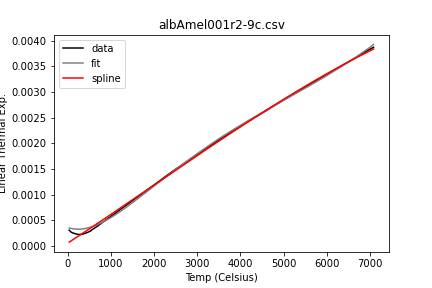 albAmel001r2-9c.csv
data
fit
spline
0.0040
0.0035
0.0030
0.0025
0.0020
0.0015
0.0010
0.0005
0.0000
Linear Thermal Exp.
0 1000 2000 3000 4000 5000 6000 7000
Temp (Celsius)